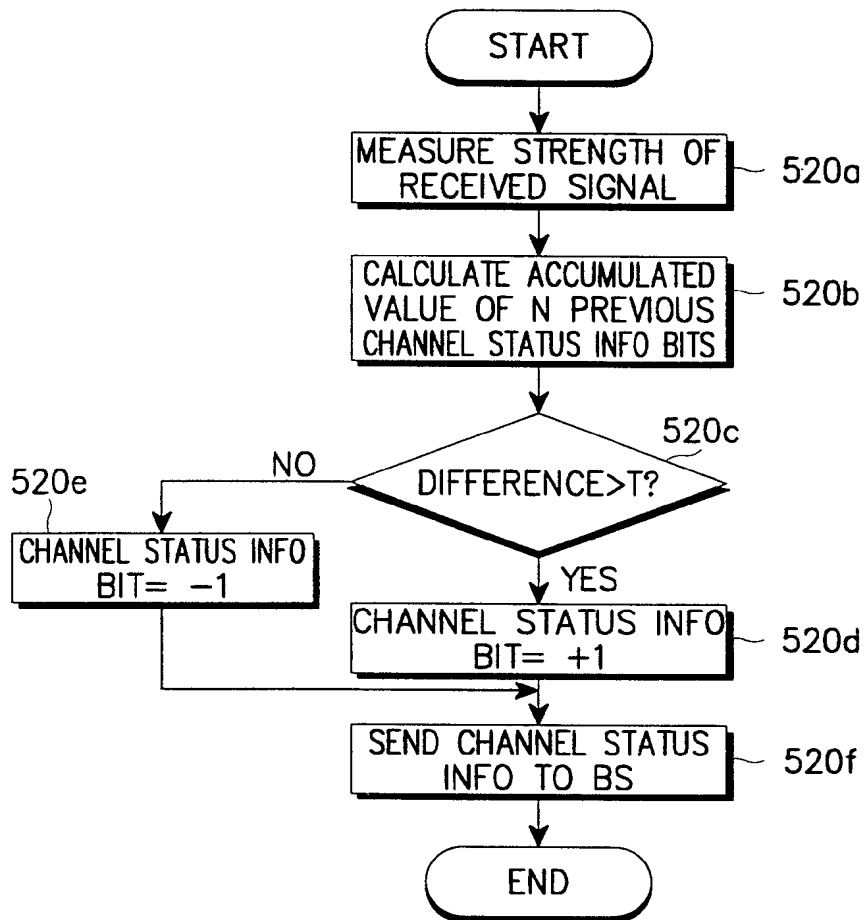 START
MEASURE STRENGTH OF
RECEIVED SIGNAL
520a
CALCULATE ACCUMULATED
VALUE OF N PREVIOUS
CHANNEL STATUS INFO BITS
520b
520c
DIFFERENCE>T?
NO
520e
CHANNEL STATUS INFO
BIT= -1
YES
CHANNEL STATUS INFO
BIT= +1
520d
SEND CHANNEL STATUS
INFO TO BS
520f
END